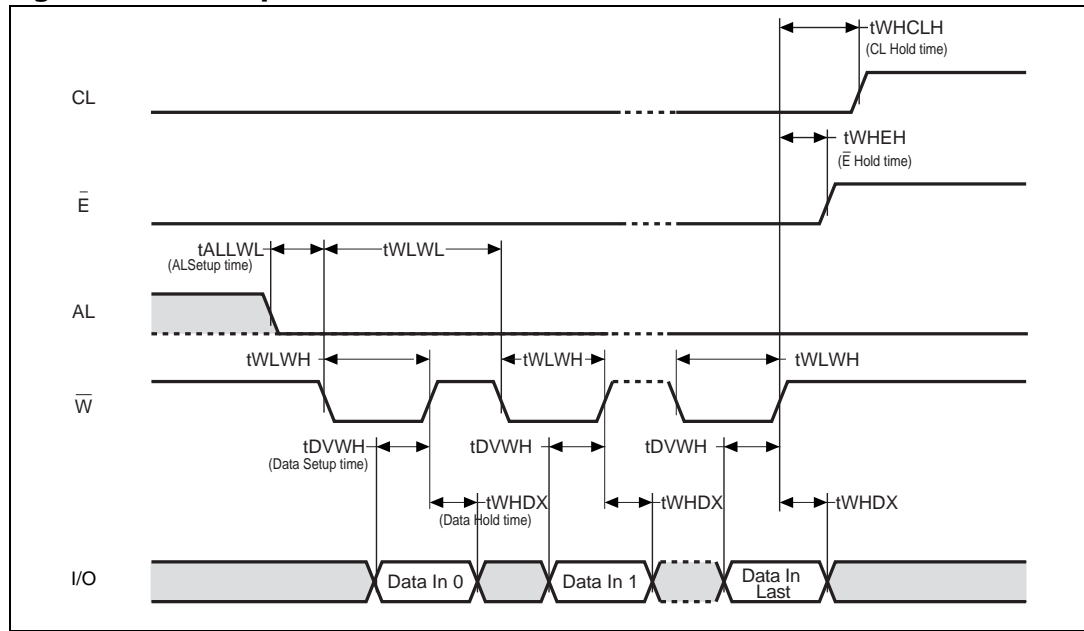 tWHCLH
(CL Hold time)
CL
tWHEH
(E̅ Hold time)
E̅
tALLWL
(ALSetup time)
tWLWL
AL
tWLWH
tWLWH
tWLWH
W̅
tDVWH
(Data Setup time)
tDVWH
tDVWH
tWHDX
(Data Hold time)
tWHDX
tWHDX
I/O
Data In 0
Data In 1
Data In
Last